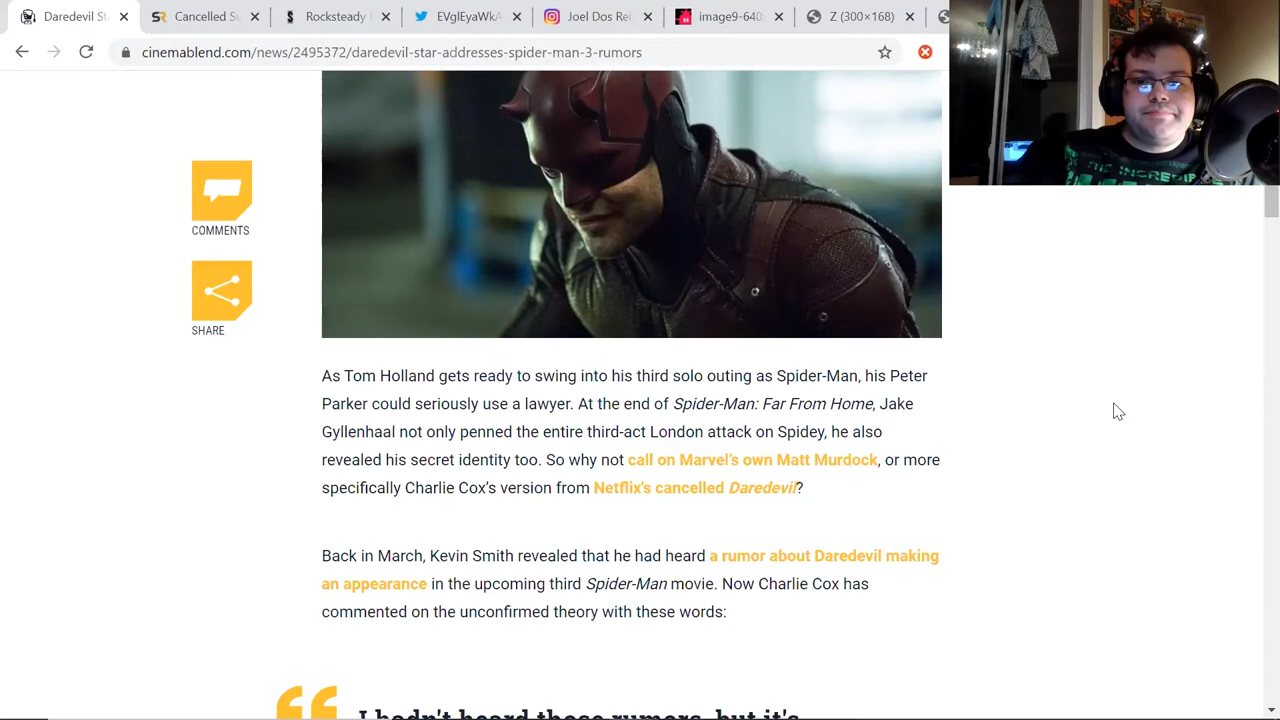 Daredevil St
Cancelled Su
Rocksteady
EVglEyaWkA
Joel Dos Rei
image9-640
Z (300×168)
cinemablend.com/news/2495372/daredevil-star-addresses-spider-man-3-rumors
THE INCREDIB
COMMENTS
SHARE
As Tom Holland gets ready to swing into his third solo outing as Spider-Man, his Peter
Parker could seriously use a lawyer. At the end of Spider-Man: Far From Home, Jake
Gyllenhaal not only penned the entire third-act London attack on Spidey, he also
revealed his secret identity too. So why not call on Marvel's own Matt Murdock, or more
specifically Charlie Cox's version from Netflix's cancelled Daredevil?
Back in March, Kevin Smith revealed that he had heard a rumor about Daredevil making
an appearance in the upcoming third Spider-Man movie. Now Charlie Cox has
commented on the unconfirmed theory with these words:
I hadn't heard those rumors, but it's